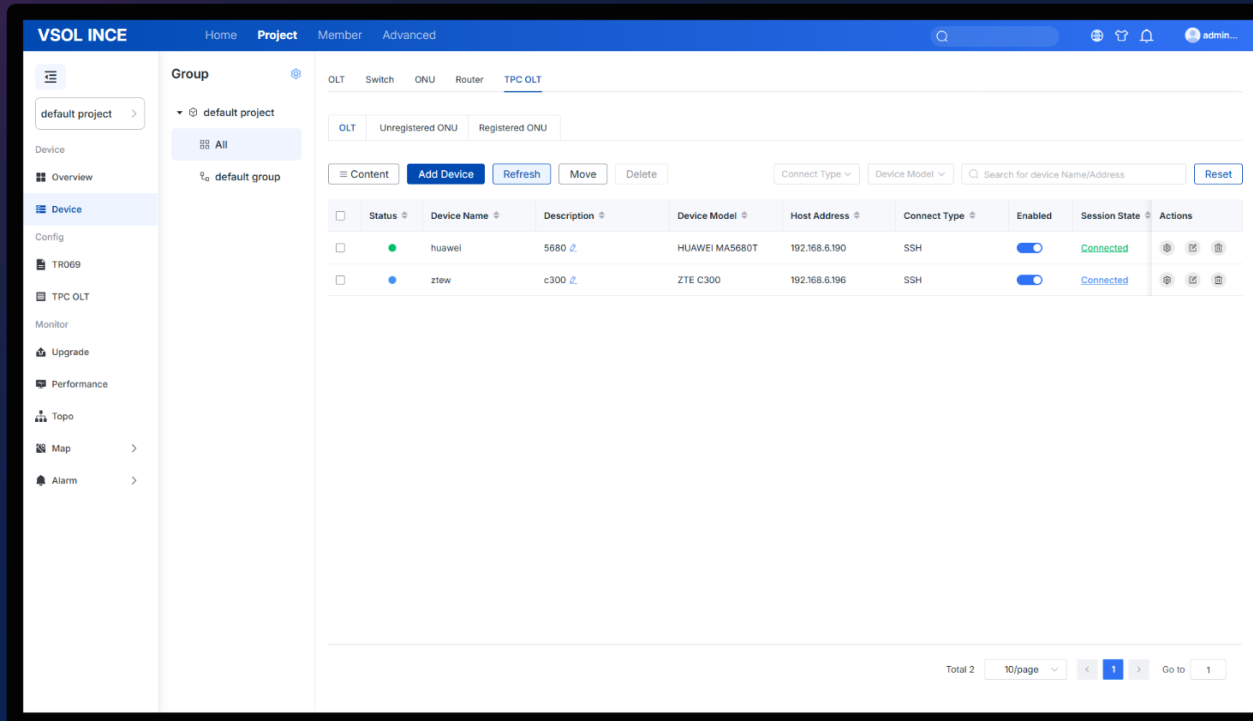 VSOL INCE Home Project Member Advanced admin...
default project
Device
Overview
Device
Config
TR069
TPC OLT
Monitor
Upgrade
Performance
Topo
Map
Alarm
Group
default project
All
default group
OLT Switch ONU Router TPC OLT
OLT Unregistered ONU Registered ONU
Content Add Device Refresh Move Delete Connect Type Device Model Search for device Name/Address Reset
Status Device Name Description Device Model Host Address Connect Type Enabled Session State Actions
huawei 5680 HUAWEI MA5680T 192.168.6.190 SSH Connected
ztew c300 ZTE C300 192.168.6.196 SSH Connected
Total 2 10/page 1 Go to 1